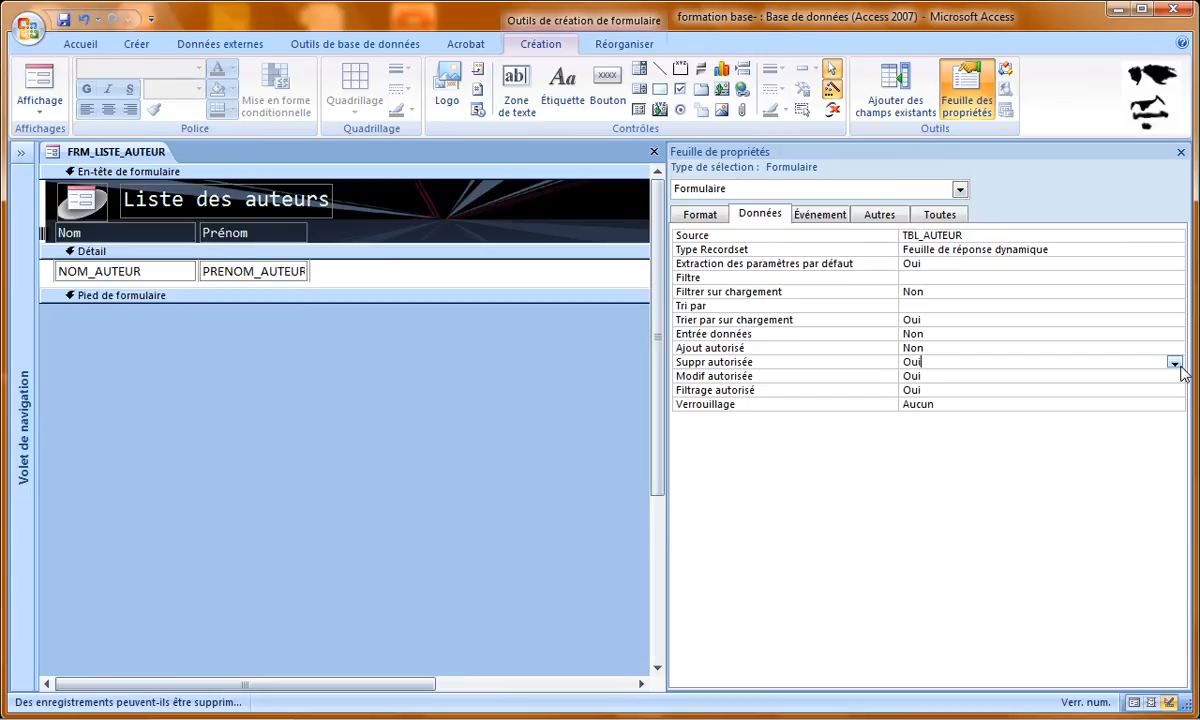 Outils de création de formulaire
formation base- : Base de données (Access 2007) - Microsoft Access
Accueil
Créer
Données externes
Outils de base de données
Acrobat
Création
Réorganiser
Affichage
G I S
A
Mise en forme conditionnelle
Quadrillage
Logo
ab|
Zone de texte
Aa
Étiquette
XXXX
Bouton
Ajouter des champs existants
Feuille des propriétés
Affichages
Police
Quadrillage
Contrôles
Outils
»
FRM_LISTE_AUTEUR
En-tête de formulaire
Liste des auteurs
Nom
Prénom
Détail
NOM_AUTEUR
PRENOM_AUTEUR
Pied de formulaire
Volet de navigation
Feuille de propriétés
Type de sélection : Formulaire
Formulaire
Format
Données
Événement
Autres
Toutes
Source TBL_AUTEUR
Type Recordset Feuille de réponse dynamique
Extraction des paramètres par défaut Oui
Filtre
Filtrer sur chargement Non
Tri par
Trier par sur chargement Oui
Entrée données Non
Ajout autorisé Non
Suppr autorisée Oui
Modif autorisée Oui
Filtrage autorisé Oui
Verrouillage Aucun
Des enregistrements peuvent-ils être supprim...
Verr. num.